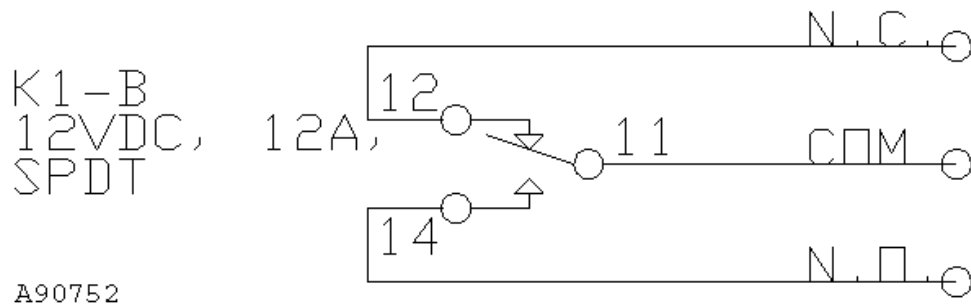 N.C.
K1-B
12
12VDC, 12A,
11
COM
SPDT
14
N.O.
A90752